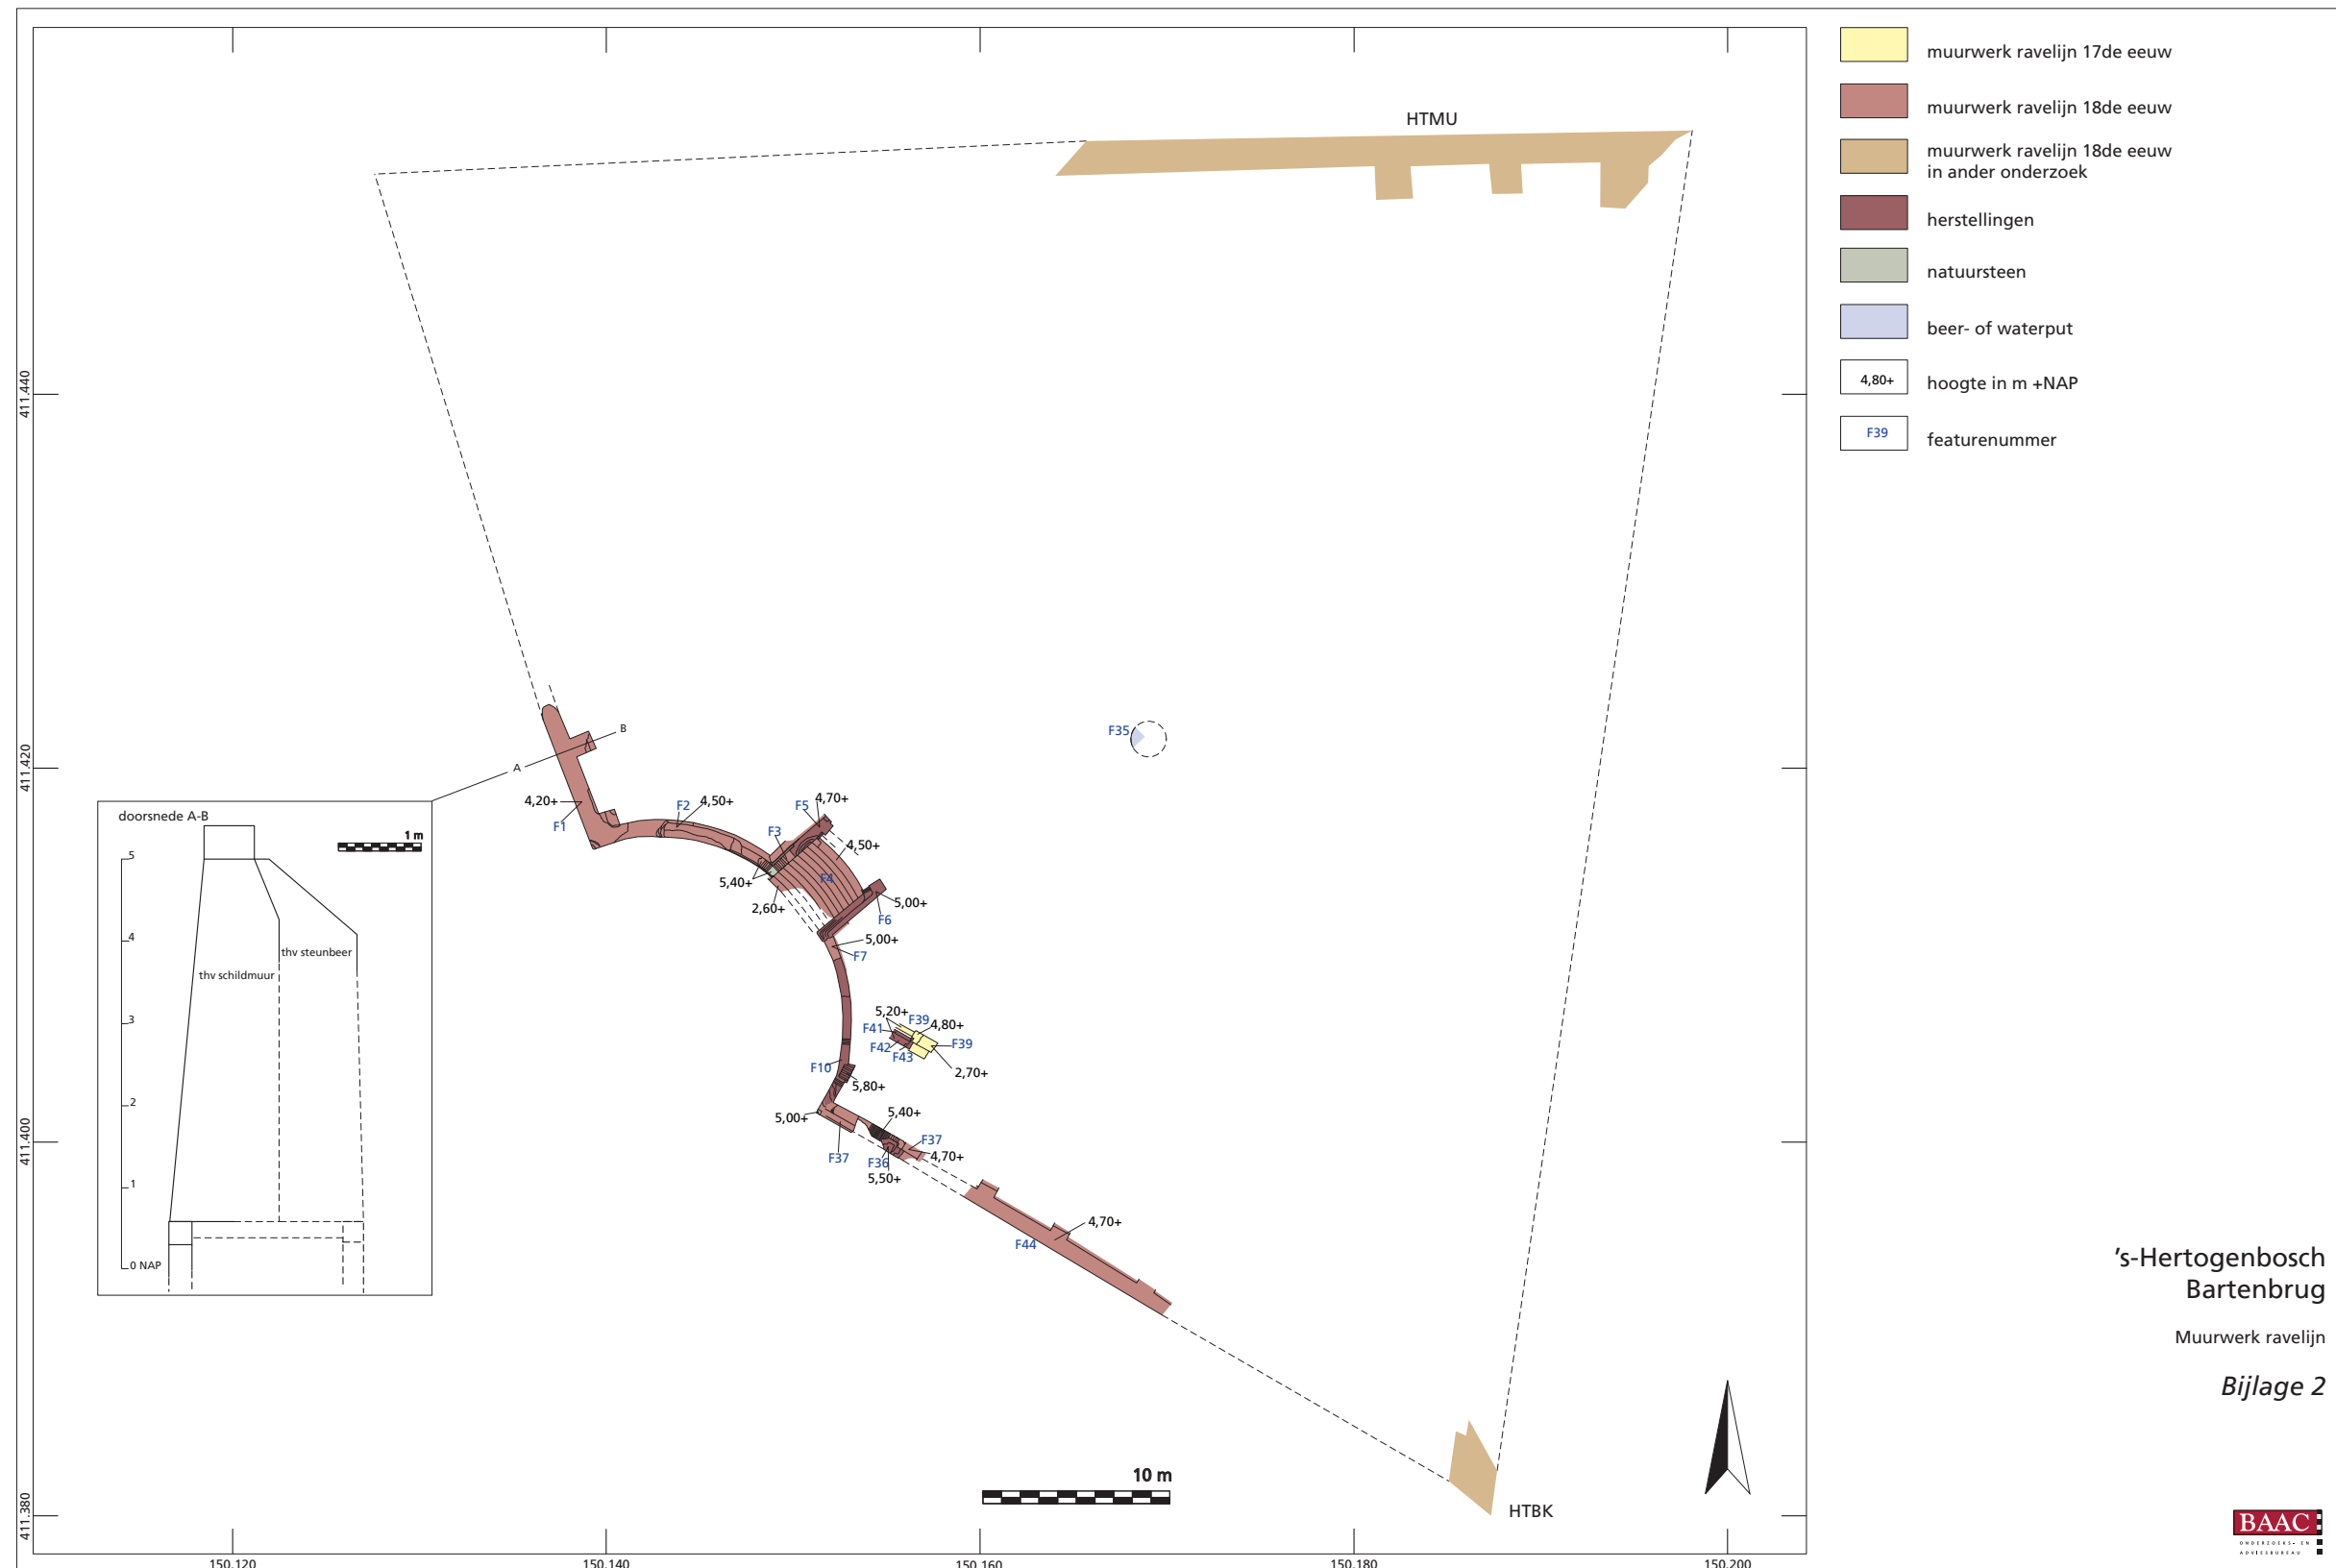 muurwerk ravelijn 17de eeuw
muurwerk ravelijn 18de eeuw
muurwerk ravelijn 18de eeuw
in ander onderzoek
herstellingen
natuursteen
beer- of waterput
4,80+ hoogte in m +NAP
F39 featurenummer
HTMU
411.440
411.420
411.400
411.380
B
A
F35
4,20+
F1
F2 4,50+
F5 4,70+
F3
4,50+
F4
5,40+
2,60+
5,00+
F6
5,00+
F7
5,20+
F39 4,80+
F41
F42
F43
F39
2,70+
F10
5,80+
5,00+
5,40+
F37
F37
4,70+
F36
5,50+
4,70+
F44
doorsnede A-B
1 m
5
4
3
2
1
0 NAP
thv steunbeer
thv schildmuur
10 m
HTBK
150.120
150.140
150.160
150.180
150.200
's-Hertogenbosch
Bartenbrug
Muurwerk ravelijn
Bijlage 2
BAAC
ONDERZOEKS- EN
ADVIESBUREAU